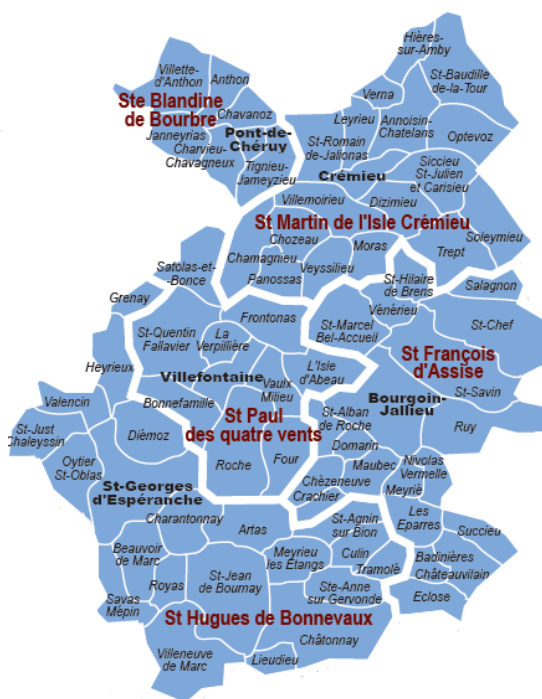 Hières-
sur-Amby
Villette-
d'Anthon
Anthon
St-Baudille
de-la-Tour
Verna
Ste Blandine
de Bourbre
Chavanoz
Leyrieu
Annoisin-
Chatelans
Optevoz
Janneyrias
Pont-de-
Chéruy
St-Romain
de-Jalionas
Charvieu-
Chavagneux
Siccieu
St-Julien
et Carisieu
Tignieu-
Jameyzieu
Crémieu
Villemoirieu
Dizimieu
St Martin de l'Isle Crémieu
Soleymieu
Chozeau
Moras
Trept
Chamagnieu
Veyssilieu
Panossas
Satolas-et-
Bonce
St-Hilaire
de Brens
Salagnon
Grenay
Frontonas
Vénérieu
St-Quentin
Fallavier
La
Verpillière
St-Marcel
Bel-Accueil
St-Chef
St François
d'Assise
Heyrieux
L'Isle
d'Abeau
Villefontaine
Vaulx
Milieu
St-Savin
Valencin
Bonnefamille
Bourgoin-
Jallieu
St Paul
des quatre vents
St-Alban
de Roche
Ruy
St-Just
Chaleyssin
Dièmoz
Domarin
Oytier
St-Oblas
Roche
Four
Maubec
Nivolas
Vermelle
St-Georges
d'Espéranche
Chèzeneuve
Meyrié
Crachier
Les
Eparres
Charantonnay
Artas
St-Agnin
sur Bion
Succieu
Beauvoir
de Marc
Meyrieu
les Étangs
Culin
Badinières
Tramolé
Châteauvilain
Royas
St-Jean
de Bournay
Ste-Anne
sur Gervonde
Eclose
Savas
Mépin
St Hugues de Bonnevaux
Châtonnay
Villeneuve
de Marc
Lieudieu